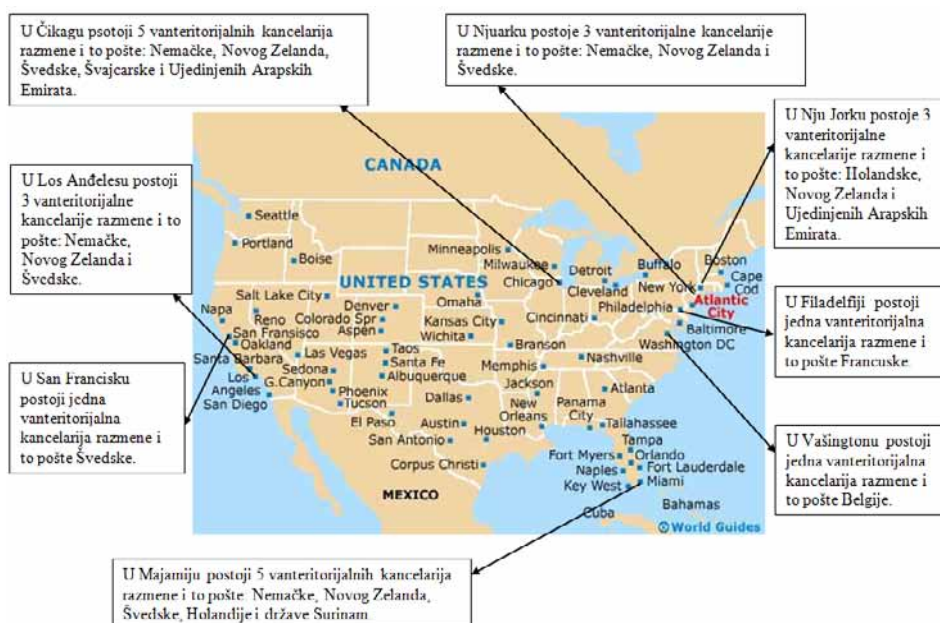 U Čikagu psotoji 5 vanteritorijalnih kancelarija
razmene i to pošte: Nemačke, Novog Zelanda,
Švedske, Švajcarske i Ujedinjenih Arapskih
Emirata.
U Njuarku postoje 3 vanteritorijalne kancelarije
razmene i to pošte: Nemačke, Novog Zelanda i
Švedske.
U Nju Jorku postoje 3
vanteritorijalne
kancelarije razmene i
to pošte: Holandske,
Novog Zelanda i
Ujedinjenih Arapskih
Emirata.
U Los Anđelesu postoji
3 vanteritorijalne
kancelarije razmene i to
pošte: Nemačke,
Novog Zelanda i
Švedske.
U San Francisku
postoji jedna
vanteritorijalna
kancelarija razmene i
to pošte Švedske.
U Filadelfiji postoji
jedna vanteritorijalna
kancelarija razmene i
to pošte Francuske.
U Vašingtonu postoji
jedna vanteritorijalna
kancelarija razmene i
to pošte Belgije.
U Majamiju postoji 5 vanteritorijalnih kancelarija
razmene i to pošte: Nemačke, Novog Zelanda,
Švedske, Holandije i države Surinam.
CANADA
Seattle
Portland
Boise
Minneapolis
Milwaukee
Chicago
Detroit
Cleveland
Buffalo
Boston
Cape
Cod
New York
UNITED STATES
Philadelphia
Atlantic
City
Salt Lake City
Omaha
Napa
Reno
Denver
Colorado Spr
Aspen
Kansas City
Wichita
Cincinnati
Baltimore
Washington DC
San Fransisco
Oakland
Santa Barbara
Las Vegas
Taos
Santa Fe
Albuquerque
Branson
Nashville
Memphis
Los
Angeles
San Diego
Sedona
G.Canyon
Phoenix
Tucson
Dallas
Jackson
New
Orleans
Panama
City
Atlanta
El Paso
Austin
Houston
Tallahassee
San Antonio
Tampa
Orlando
Corpus Christi
Fort Myers
Fort Lauderdale
Naples
Miami
Key West
MEXICO
Bahamas
Cuba
© World Guides